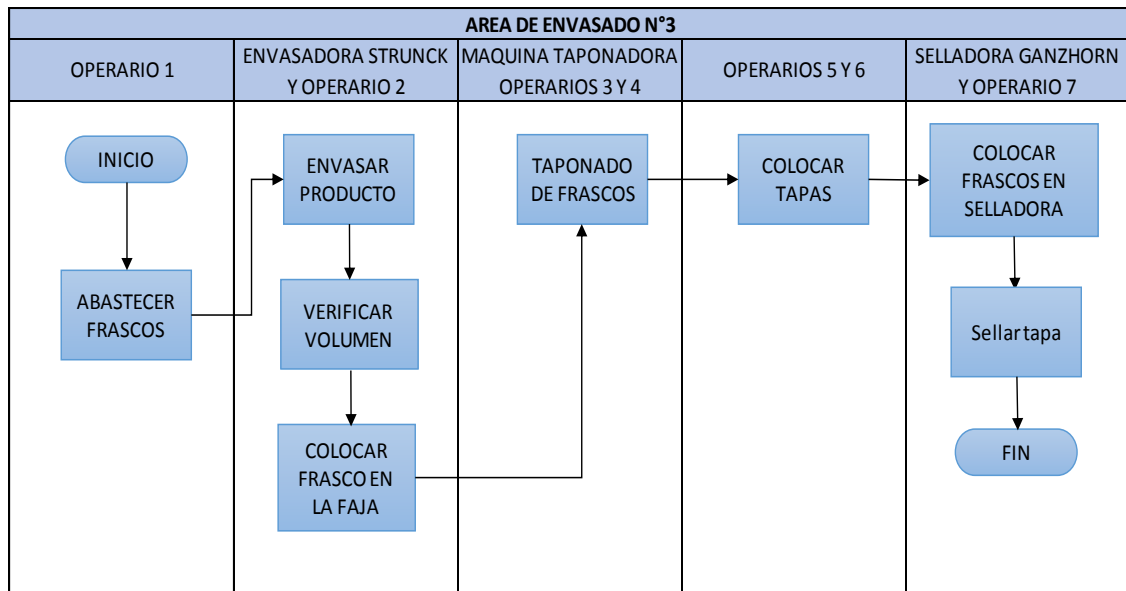 AREA DE ENVASADO N°3
OPERARIO 1
ENVASADORA STRUNCK
Y OPERARIO 2
MAQUINA TAPONADORA
OPERARIOS 3 Y 4
OPERARIOS 5 Y 6
SELLADORA GANZHORN
Y OPERARIO 7
INICIO
ABASTECER
FRASCOS
ENVASAR
PRODUCTO
VERIFICAR
VOLUMEN
COLOCAR
FRASCO EN
LA FAJA
TAPONADO
DE FRASCOS
COLOCAR
TAPAS
COLOCAR
FRASCOS EN
SELLADORA
Sellar tapa
FIN